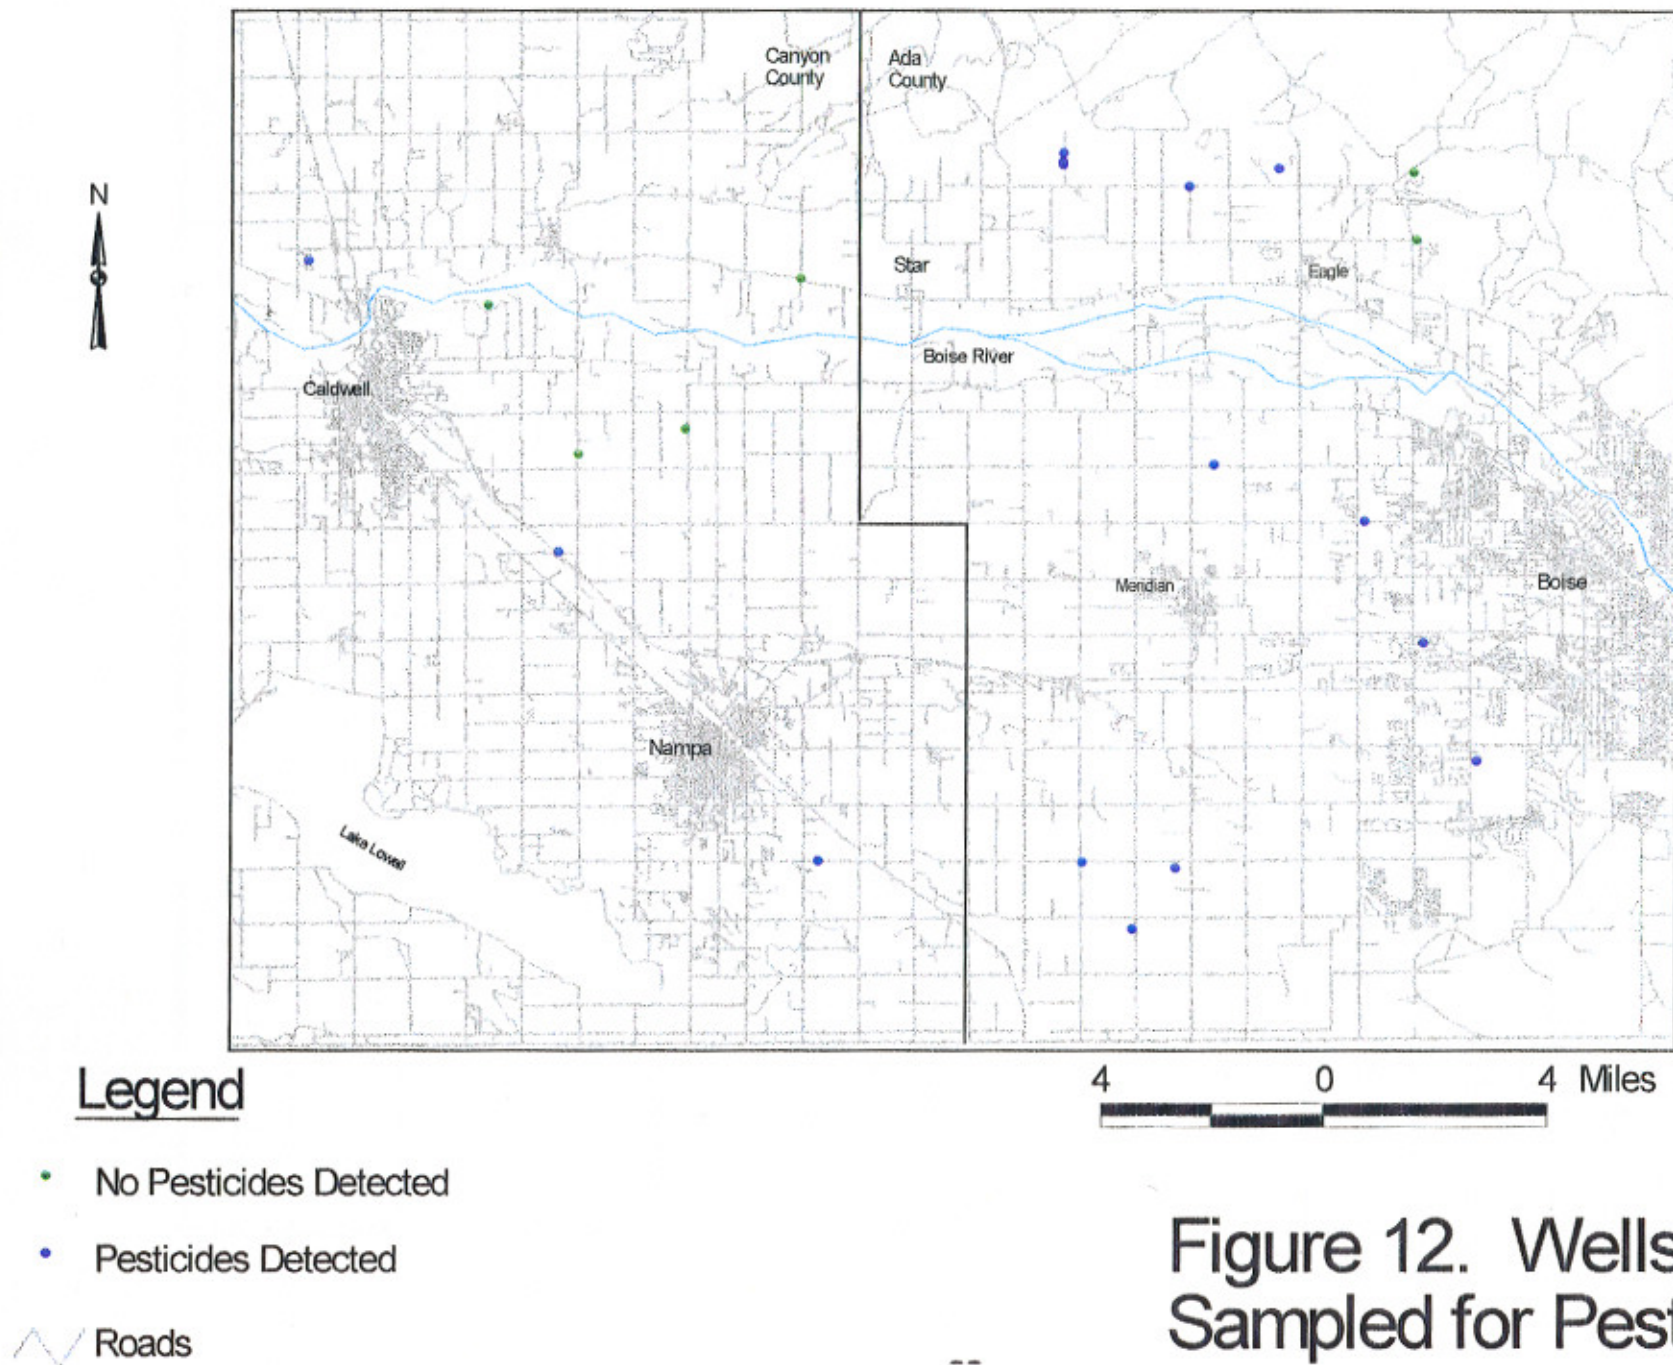 Canyon
County
Ada
County
N
Star
Eagle
Boise River
Caldwell
Meridian
Boise
Nampa
Lake Lowell
Legend
4 0 4 Miles
No Pesticides Detected
Pesticides Detected
Roads
Figure 12. Wells
Sampled for Pest